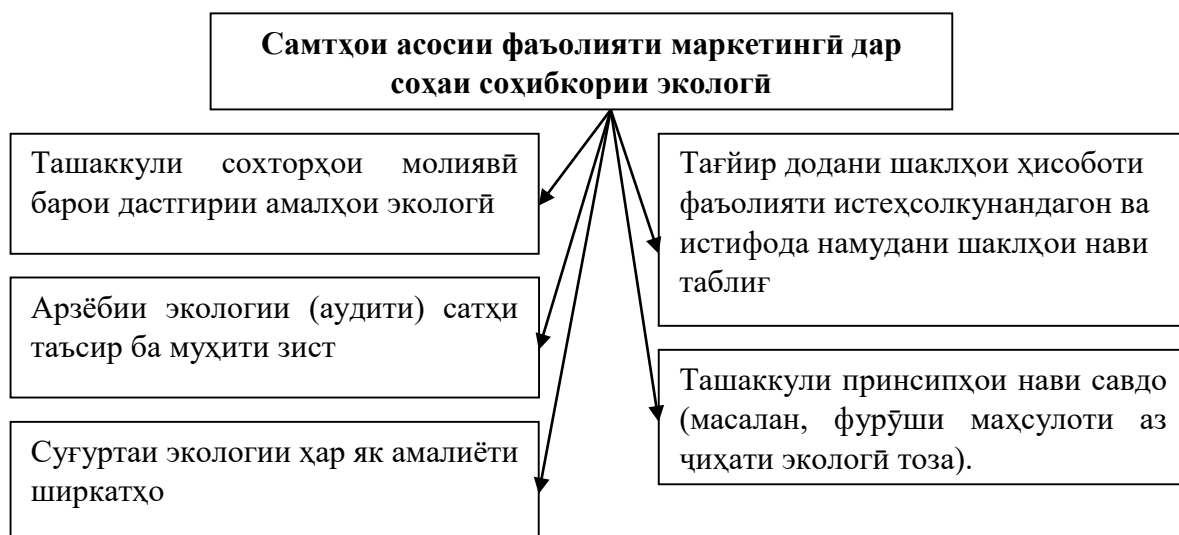 Самтҳои асосии фаъолияти маркетингӣ дар
соҳаи соҳибкории экологӣ
Ташаккули сохторҳои молиявӣ
барои дастгирии амалҳои экологӣ
Арзёбии экологии (аудити) сатҳи
таъсир ба муҳити зист
Суғуртаи экологии ҳар як амалиёти
ширкатҳо
Тағйир додани шаклҳои ҳисоботи
фаъолияти истеҳсолкунандагон ва
истифода намудани шаклҳои нави
таблиғ
Ташаккули принсипҳои нави савдо
(масалан, фурӯши маҳсулоти аз
ҷиҳати экологӣ тоза).